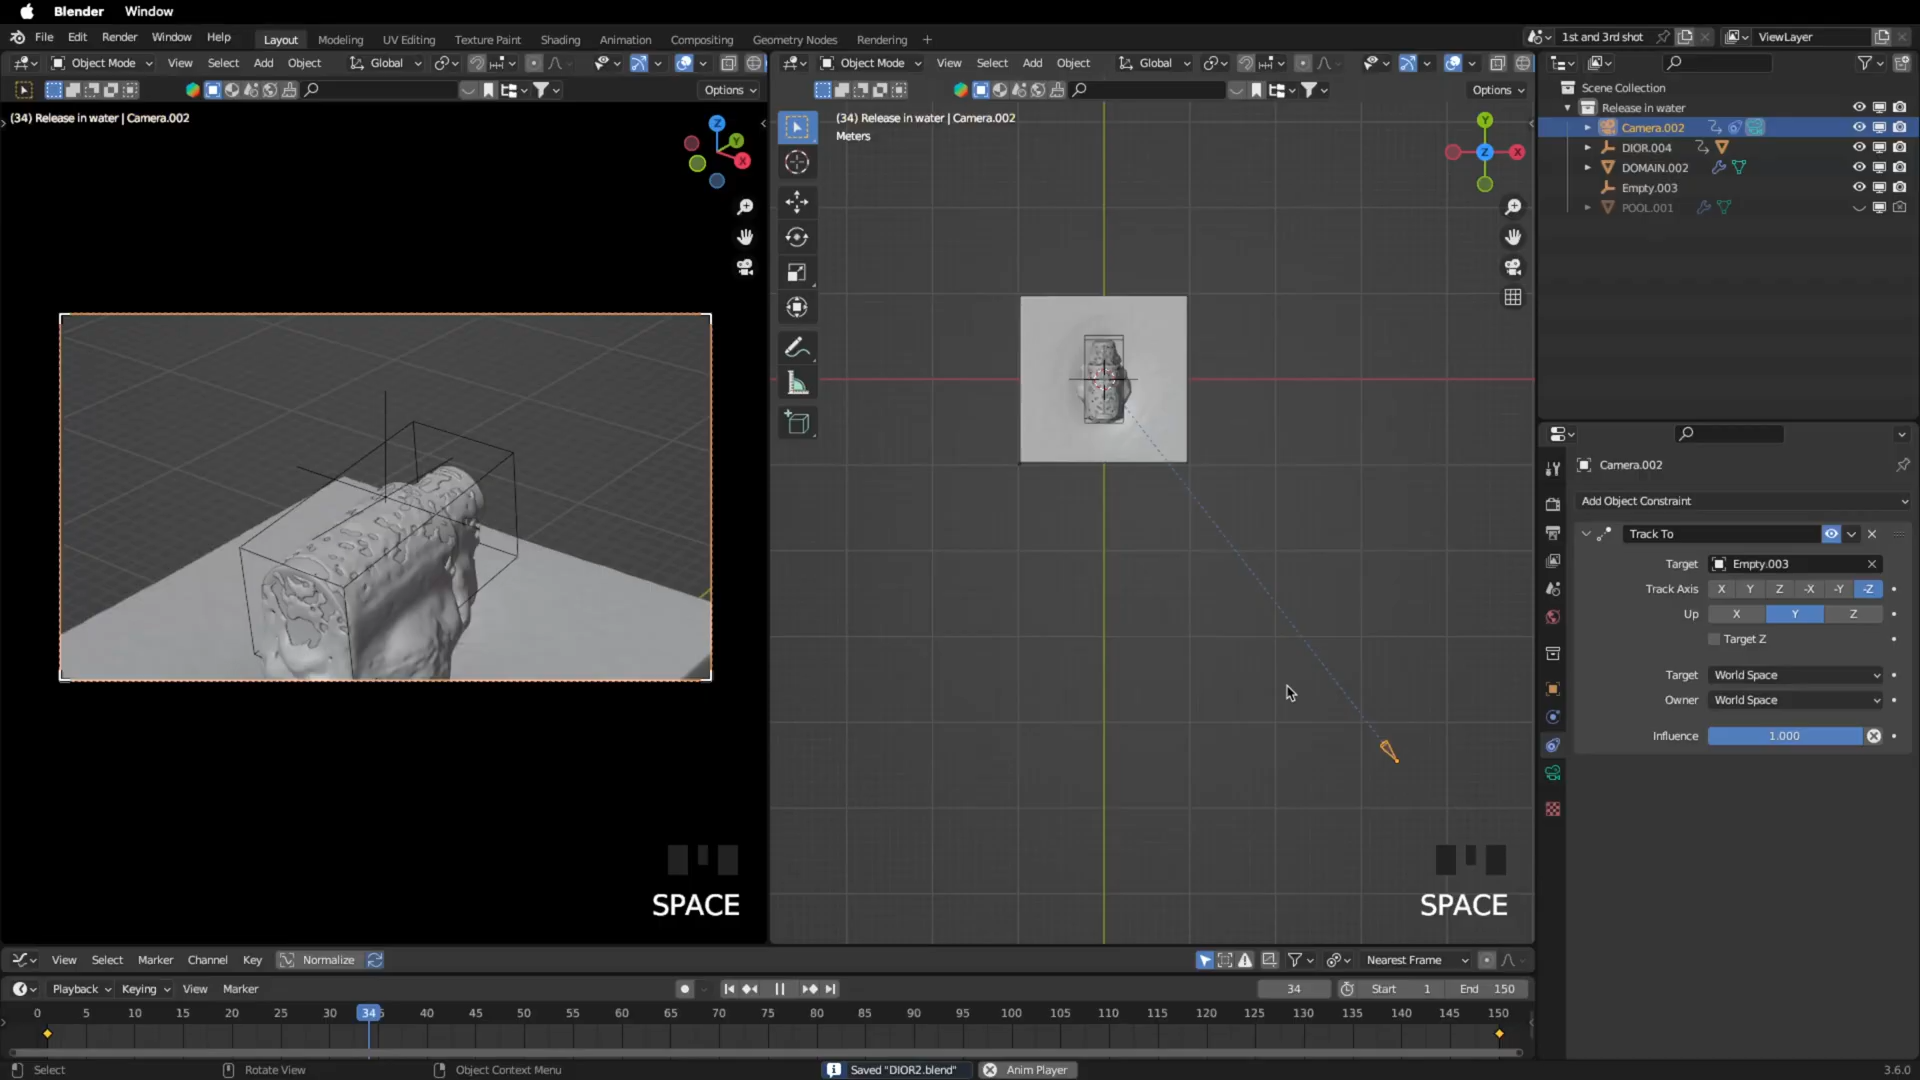 Blender Window
File Edit Render Window Help Layout Modeling UV Editing Texture Paint Shading Animation Compositing Geometry Nodes Rendering + 1st and 3rd shot ViewLayer
Object Mode View Select Add Object Global Object Mode View Select Add Object Global
Options Options
Scene Collection
Release in water
Camera.002
DIOR.004
DOMAIN.002
Empty.003
POOL.001
(34) Release in water | Camera.002
Z
Y
X
(34) Release in water | Camera.002
Meters
Y
Z X
Camera.002
Add Object Constraint
Track To
Target Empty.003
Track Axis X Y Z -X -Y -Z
Up X Y Z
Target Z
Target World Space
Owner World Space
Influence 1.000
SPACE SPACE
View Select Marker Channel Key Normalize Nearest Frame
Playback Keying View Marker 34 Start 1 End 150
0 5 10 15 20 25 30 34 40 45 50 55 60 65 70 75 80 85 90 95 100 105 110 115 120 125 130 135 140 145 150
Select Rotate View Object Context Menu Saved "DIOR2.blend" Anim Player 3.6.0